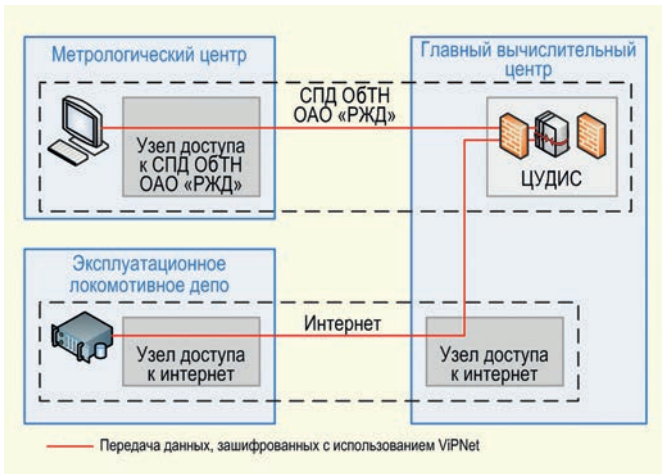 Метрологический центр
Главный вычислительный
центр
СПД ОбТН
ОАО «РЖД»
Узел доступа
к СПД ОбТН
ОАО «РЖД»
ЦУДИС
Эксплуатационное
локомотивное депо
Интернет
Узел доступа
к интернет
Узел доступа
к интернет
Передача данных, зашифрованных с использованием ViPNet